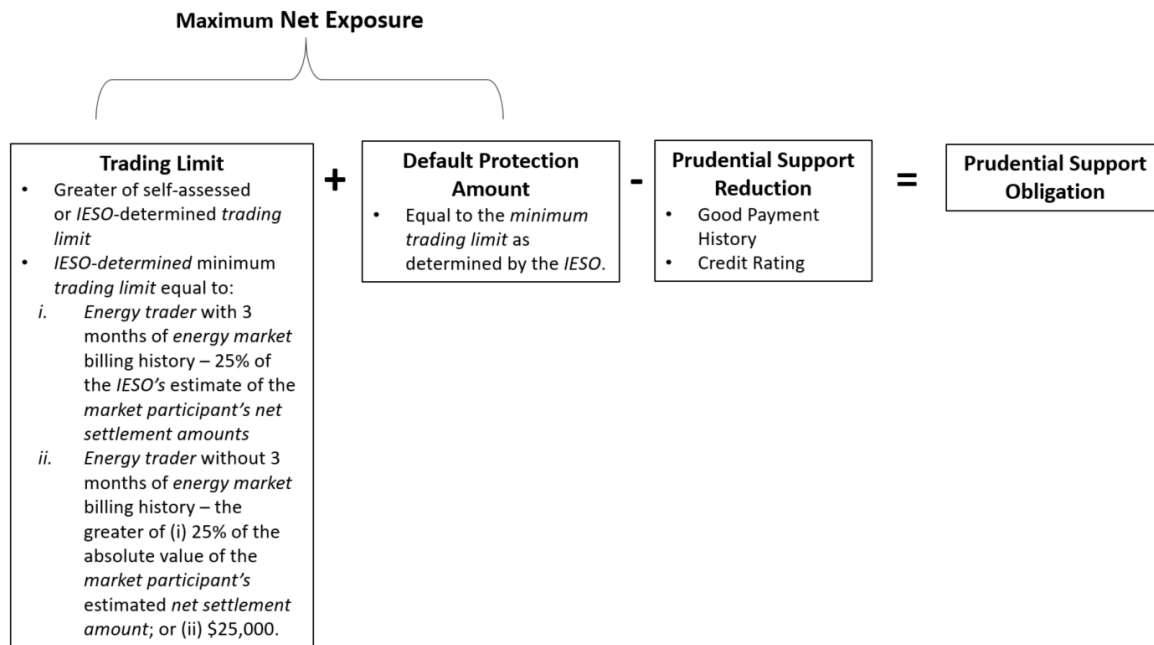 Maximum Net Exposure
Trading Limit
• Greater of self-assessed
or IESO-determined trading
limit
• IESO-determined minimum
trading limit equal to:
i. Energy trader with 3
months of energy market
billing history – 25% of
the IESO’s estimate of the
market participant’s net
settlement amounts
ii. Energy trader without 3
months of energy market
billing history – the
greater of (i) 25% of the
absolute value of the
market participant’s
estimated net settlement
amount; or (ii) $25,000.
+
Default Protection
Amount
• Equal to the minimum
trading limit as
determined by the IESO.
-
Prudential Support
Reduction
• Good Payment
History
• Credit Rating
=
Prudential Support
Obligation